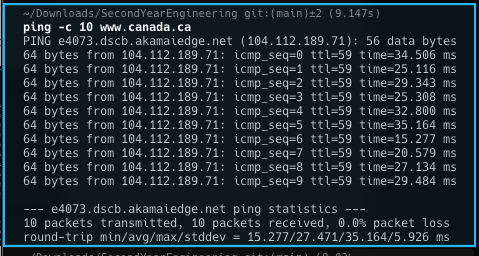 ~/Downloads/SecondYearEngineering git:(main)±2 (9.147s)
ping -c 10 www.canada.ca
PING e4073.dscb.akamaiedge.net (104.112.189.71): 56 data bytes
64 bytes from 104.112.189.71: icmp_seq=0 ttl=59 time=34.506 ms
64 bytes from 104.112.189.71: icmp_seq=1 ttl=59 time=25.116 ms
64 bytes from 104.112.189.71: icmp_seq=2 ttl=59 time=29.343 ms
64 bytes from 104.112.189.71: icmp_seq=3 ttl=59 time=25.308 ms
64 bytes from 104.112.189.71: icmp_seq=4 ttl=59 time=32.800 ms
64 bytes from 104.112.189.71: icmp_seq=5 ttl=59 time=35.164 ms
64 bytes from 104.112.189.71: icmp_seq=6 ttl=59 time=15.277 ms
64 bytes from 104.112.189.71: icmp_seq=7 ttl=59 time=20.579 ms
64 bytes from 104.112.189.71: icmp_seq=8 ttl=59 time=27.134 ms
64 bytes from 104.112.189.71: icmp_seq=9 ttl=59 time=29.484 ms
--- e4073.dscb.akamaiedge.net ping statistics ---
10 packets transmitted, 10 packets received, 0.0% packet loss
round-trip min/avg/max/stddev = 15.277/27.471/35.164/5.926 ms
~/Downloads/SecondYearEngineering git:(main)